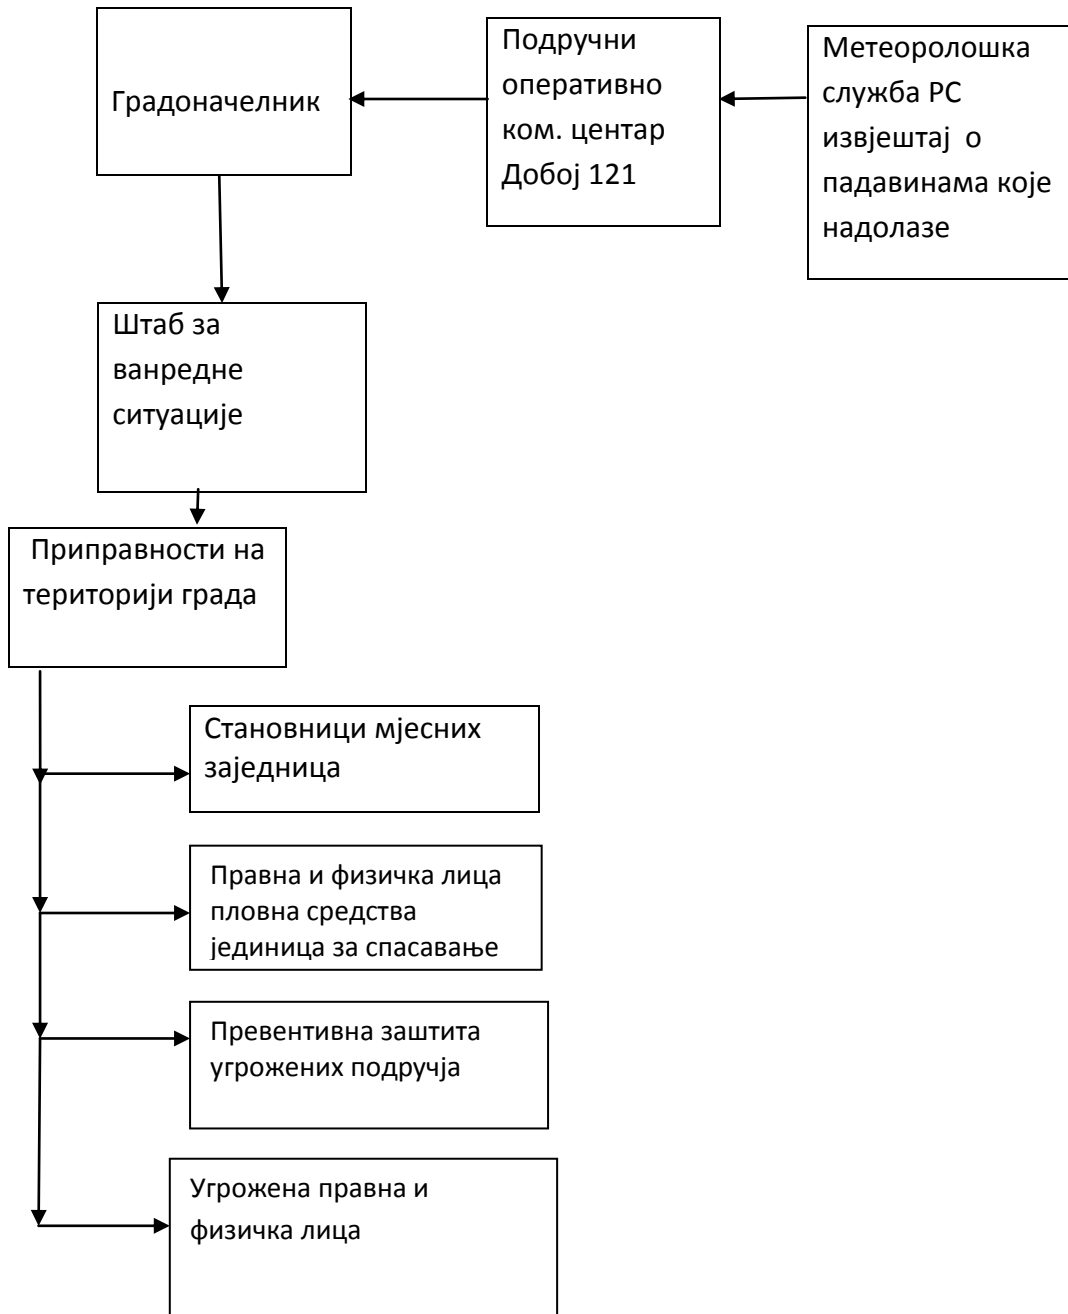 Градоначелник
Подручни
оперативно
ком. центар
Добој 121
Метеоролошка
служба РС
извјештај о
падавинама које
надолазе
Штаб за
ванредне
ситуације
Приправности на
територији града
Становници мјесних
заједница
Правна и физичка лица
пловна средства
јединица за спасавање
Превентивна заштита
угрожених подручја
Угрожена правна и
физичка лица